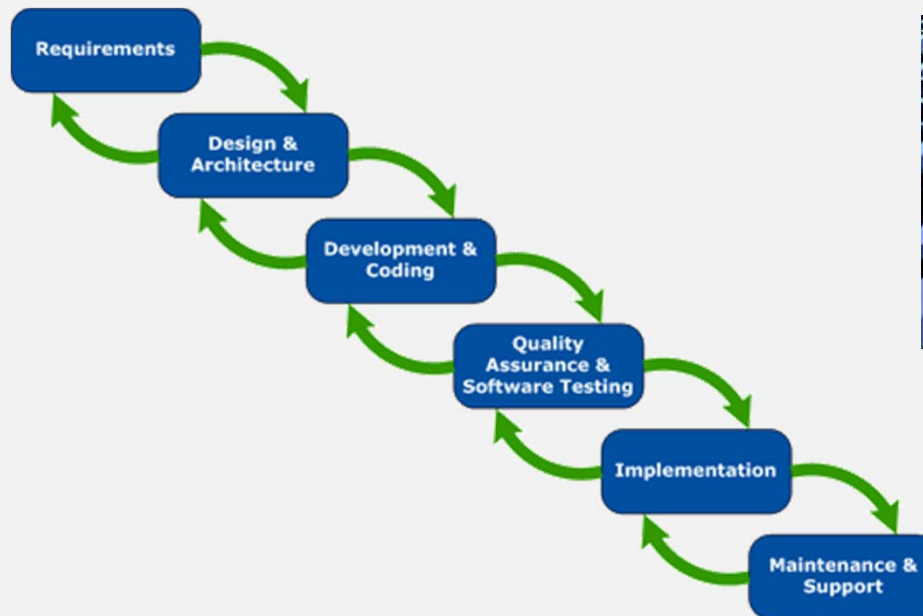 Requirements
Design &
Architecture
Development &
Coding
Quality
Assurance &
Software Testing
Implementation
Maintenance &
Support